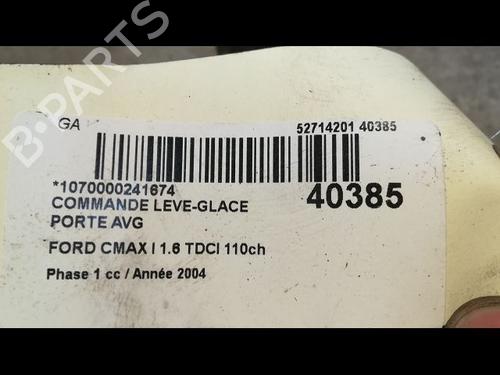 GA
52714201 40385
*1070000241674
COMMANDE LEVE-GLACE
PORTE AVG
40385
FORD CMAX I 1.6 TDCI 110ch
Phase 1 cc / Année 2004
B-PARTS